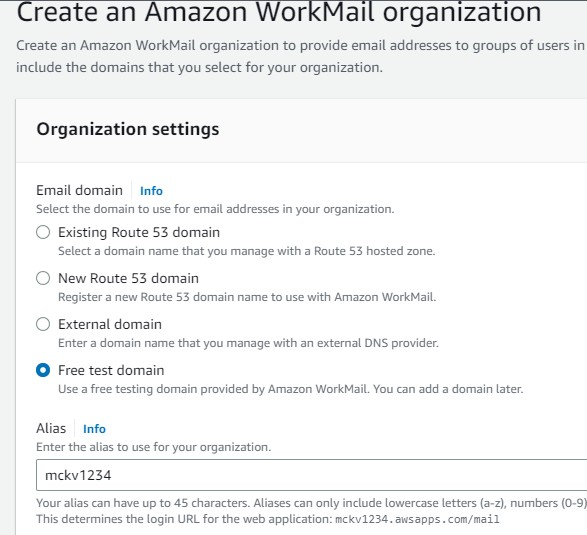 Create an Amazon WorkMail organization
Create an Amazon WorkMail organization to provide email addresses to groups of users in
include the domains that you select for your organization.
Organization settings
Email domain Info
Select the domain to use for email addresses in your organization.
Existing Route 53 domain
Select a domain name that you manage with a Route 53 hosted zone.
New Route 53 domain
Register a new Route 53 domain name to use with Amazon WorkMail.
External domain
Enter a domain name that you manage with an external DNS provider.
Free test domain
Use a free testing domain provided by Amazon WorkMail. You can add a domain later.
Alias Info
Enter the alias to use for your organization.
mckv1234
Your alias can have up to 45 characters. Aliases can only include lowercase letters (a-z), numbers (0-9)
This determines the login URL for the web application: mckv1234.awsapps.com/mail